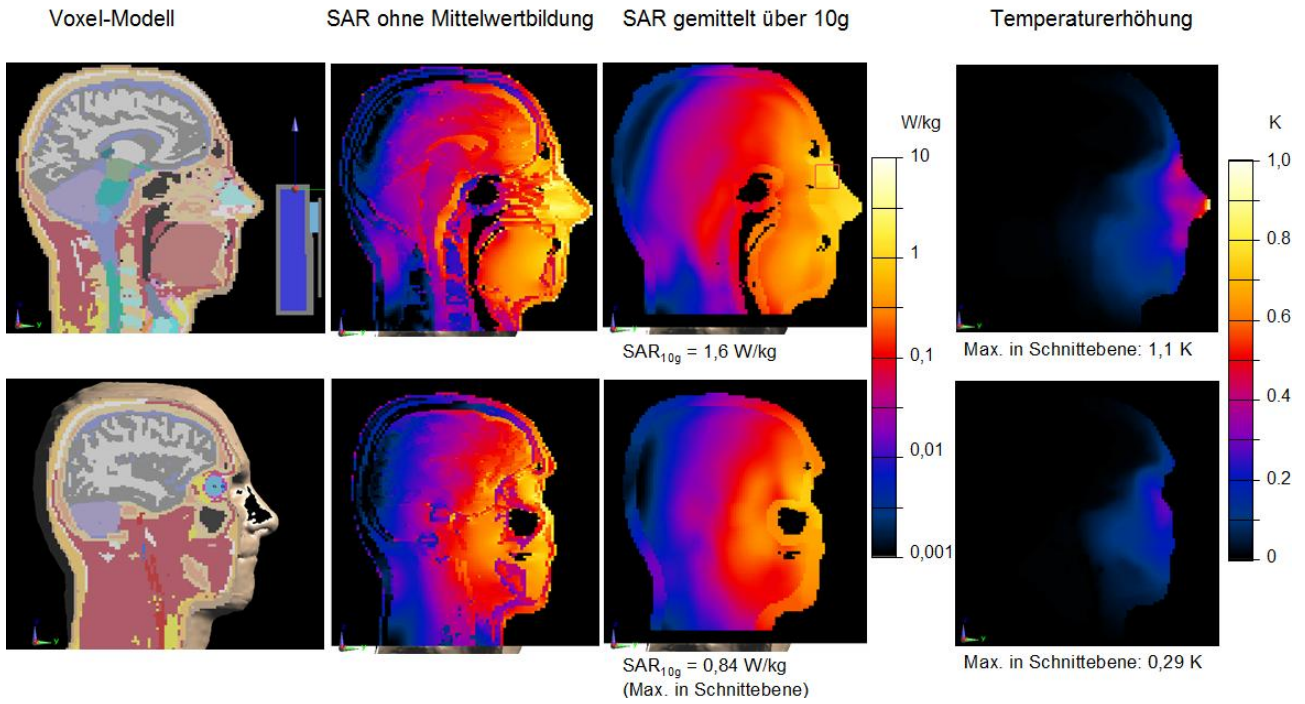 Voxel-Modell
SAR ohne Mittelwertbildung
SAR gemittelt über 10g
Temperaturerhöhung
W/kg
10
1
0,1
0,01
0,001
K
1,0
0.8
0.6
0.4
0.2
0
y
y
y
y
SAR10g = 1,6 W/kg
Max. in Schnittebene: 1,1 K
y
y
y
y
SAR10g = 0,84 W/kg
(Max. in Schnittebene)
Max. in Schnittebene: 0,29 K